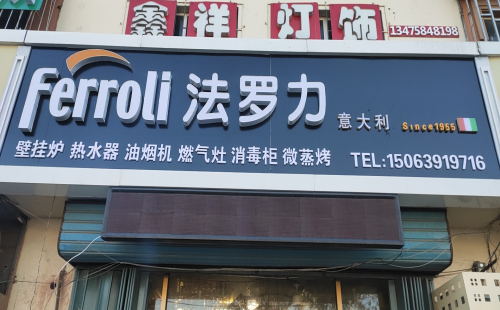 鑫祥灯饰 13475848198
Ferroli 法罗力 意大利 Since1955
壁挂炉 热水器 油烟机 燃气灶 消毒柜 微蒸烤 TEL:15063919716